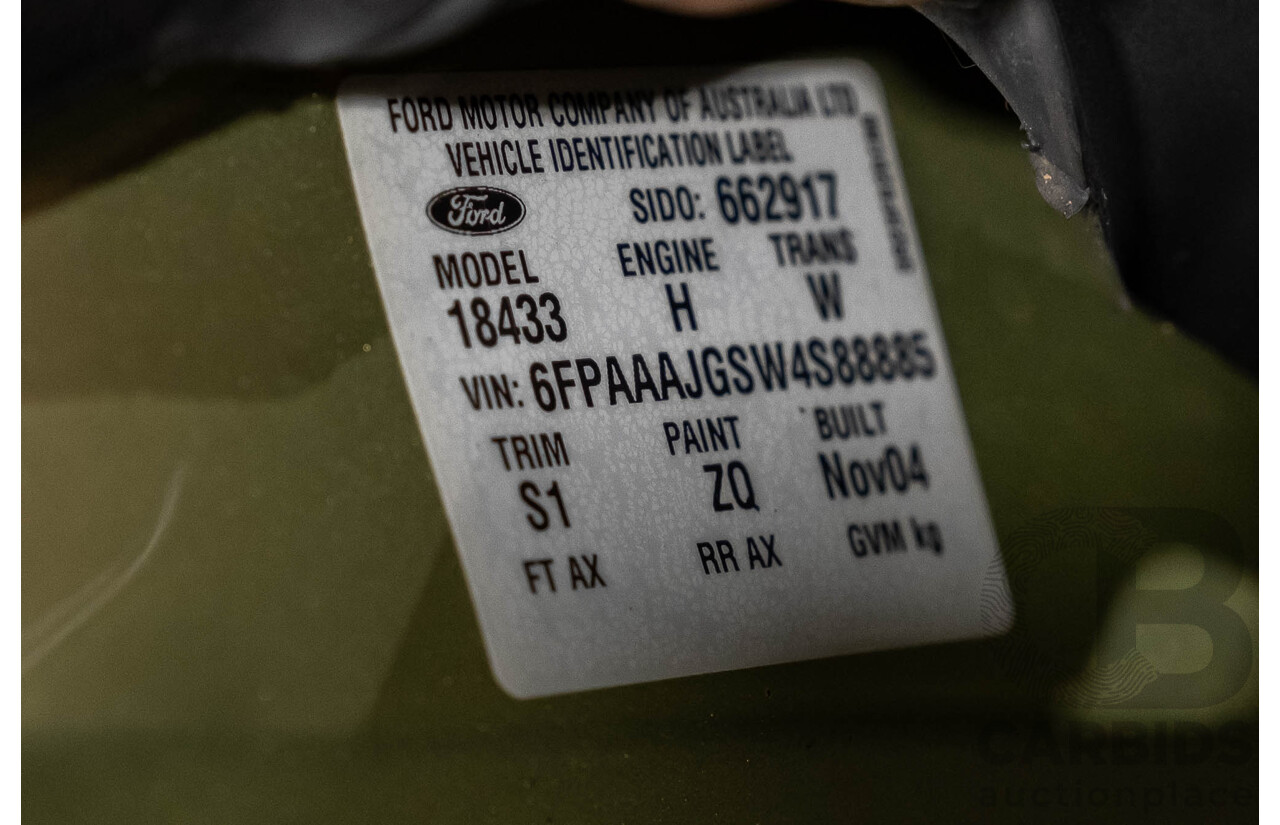 FORD MOTOR COMPANY OF AUSTRALIA LTD
VEHICLE IDENTIFICATION LABEL
Ford
SIDO: 662917
MODEL ENGINE TRANS
18433 H W
VIN: 6FPAAAJGSW4S88885
TRIM PAINT BUILT
S1 ZQ Nov04
FT AX RR AX GVM kg
CARBIDS
auctionplace